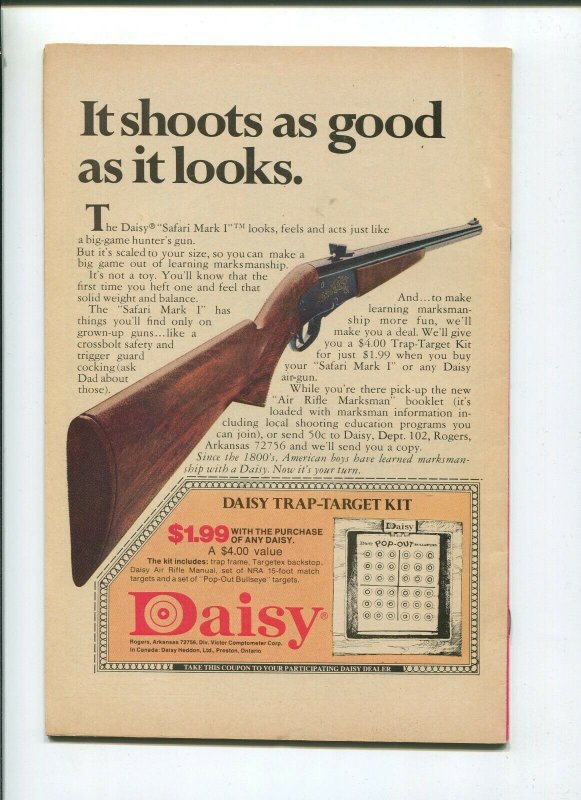 It shoots as good
as it looks.
The Daisy® "Safari Mark I"™ looks, feels and acts just like
a big-game hunter's gun.
But it's scaled to your size, so you can make a
big game out of learning marksmanship.
It's not a toy. You'll know that the
first time you heft one and feel that
solid weight and balance.
The "Safari Mark I" has
things you'll find only on
grown-up guns...like a
crossbolt safety and
trigger guard
cocking (ask
Dad about
those).
And...to make
learning marksman-
ship more fun, we'll
make you a deal. We'll give
you a $4.00 Trap-Target Kit
for just $1.99 when you buy
your "Safari Mark I" or any Daisy
air-gun.
While you're there pick-up the new
"Air Rifle Marksman" booklet (it's
loaded with marksman information in-
cluding local shooting education programs you
can join), or send 50c to Daisy, Dept. 102, Rogers,
Arkansas 72756 and we'll send you a copy.
Since the 1800's, American boys have learned marksman-
ship with a Daisy. Now it's your turn.
DAISY TRAP-TARGET KIT
$1.99 WITH THE PURCHASE
OF ANY DAISY.
A $4.00 value
The kit includes: trap frame, Targetex backstop,
Daisy Air Rifle Manual, set of NRA 15-foot match
targets and a set of "Pop-Out Bullseye" targets.
Daisy
POP-OUT
Daisy®
Rogers, Arkansas 72756, Div. Victor Comptometer Corp.
In Canada: Daisy Heddon, Ltd., Preston, Ontario
TAKE THIS COUPON TO YOUR PARTICIPATING DAISY DEALER